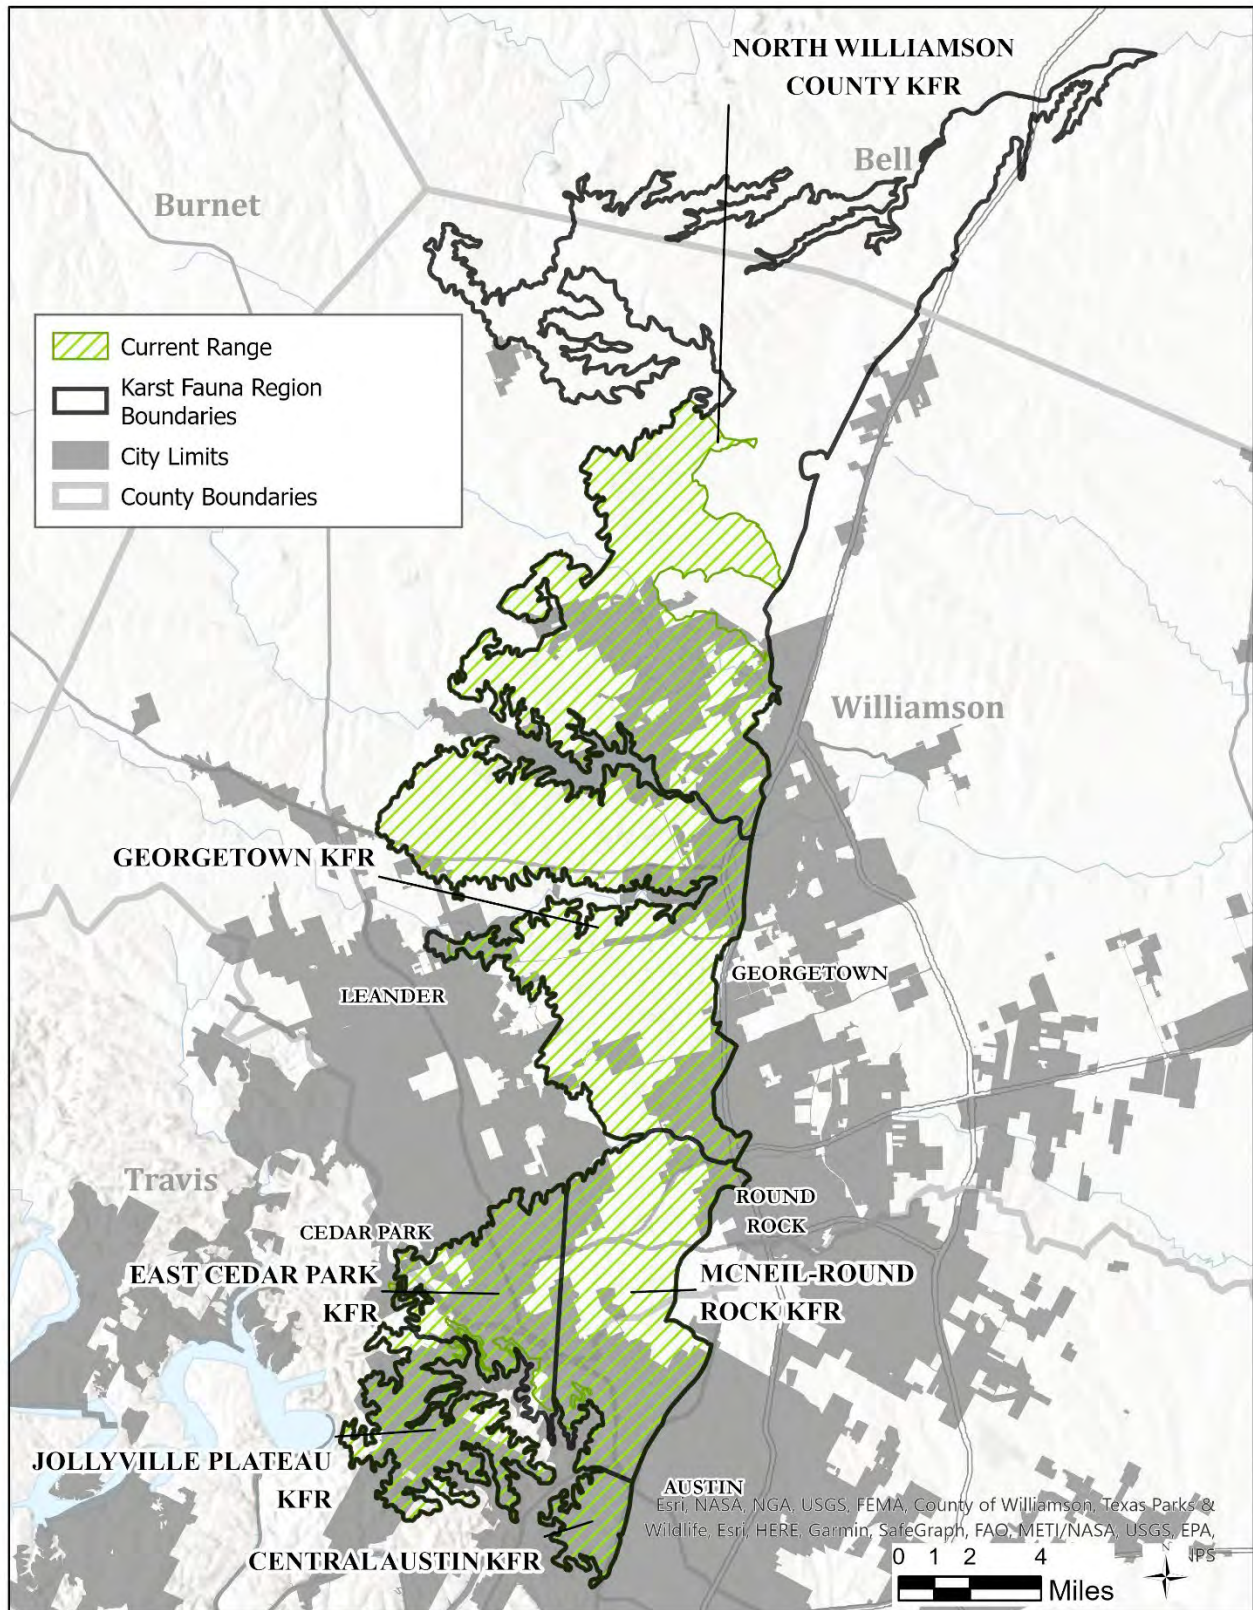 NORTH WILLIAMSON
COUNTY KFR
Bell
Burnet
Current Range
Karst Fauna Region
Boundaries
City Limits
County Boundaries
Williamson
GEORGETOWN KFR
GEORGETOWN
LEANDER
Travis
ROUND
ROCK
CEDAR PARK
EAST CEDAR PARK
KFR
MCNEIL-ROUND
ROCK KFR
JOLLYVILLE PLATEAU
KFR
AUSTIN
CENTRAL AUSTIN KFR
Esri, NASA, NGA, USGS, FEMA, County of Williamson, Texas Parks &
Wildlife, Esri, HERE, Garmin, SafeGraph, FAO, METI/NASA, USGS, EPA,
NPS
0 1 2 4
Miles
N